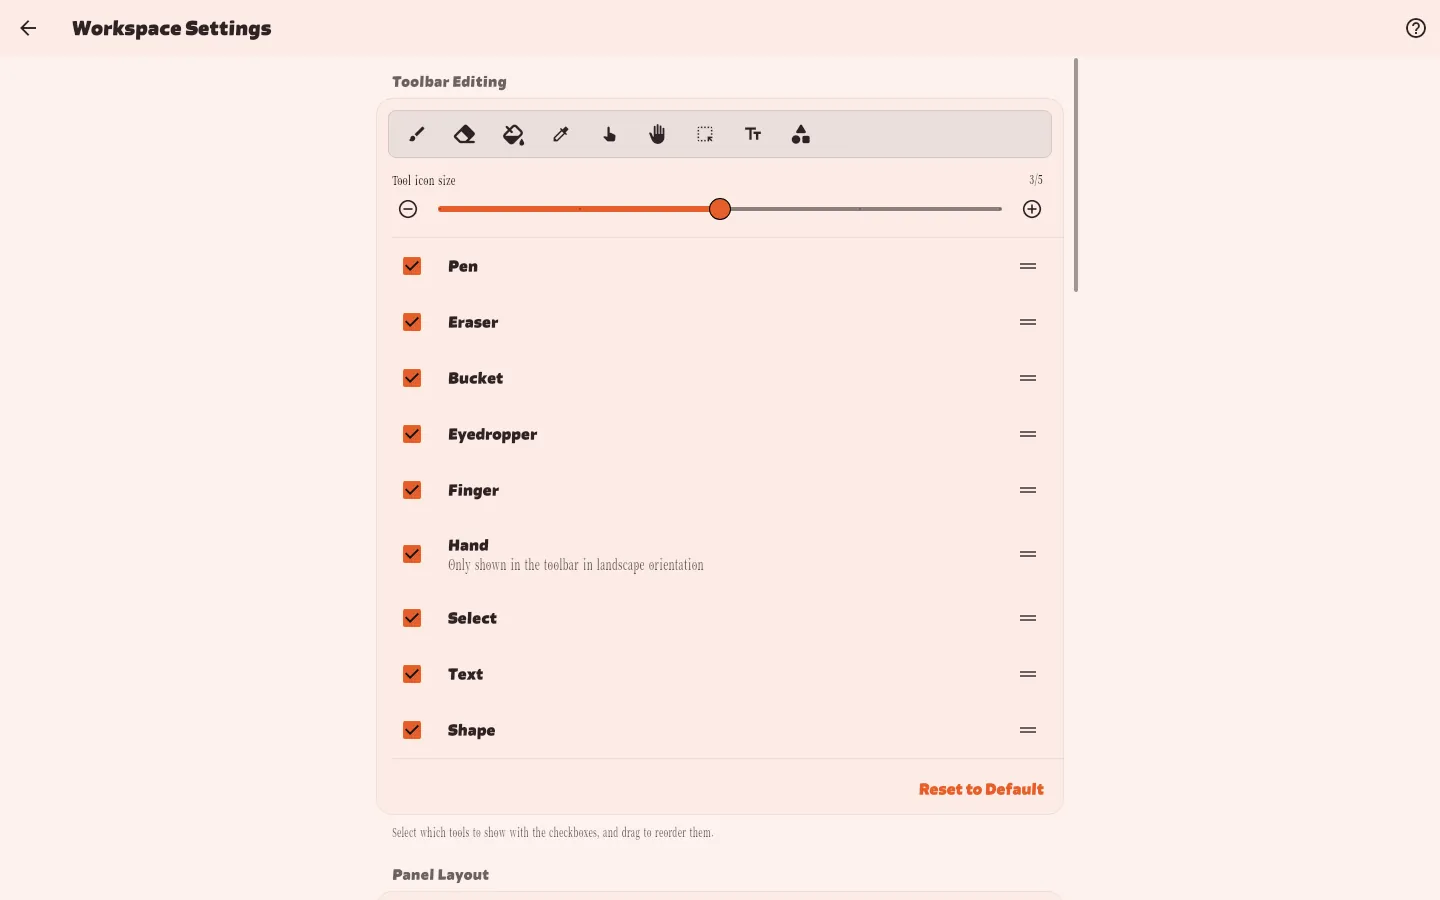 Workspace Settings
Toolbar Editing
Tool icon size
3/5
Pen
Eraser
Bucket
Eyedropper
Finger
Hand
Only shown in the toolbar in landscape orientation
Select
Text
Shape
Reset to Default
Select which tools to show with the checkboxes, and drag to reorder them.
Panel Layout